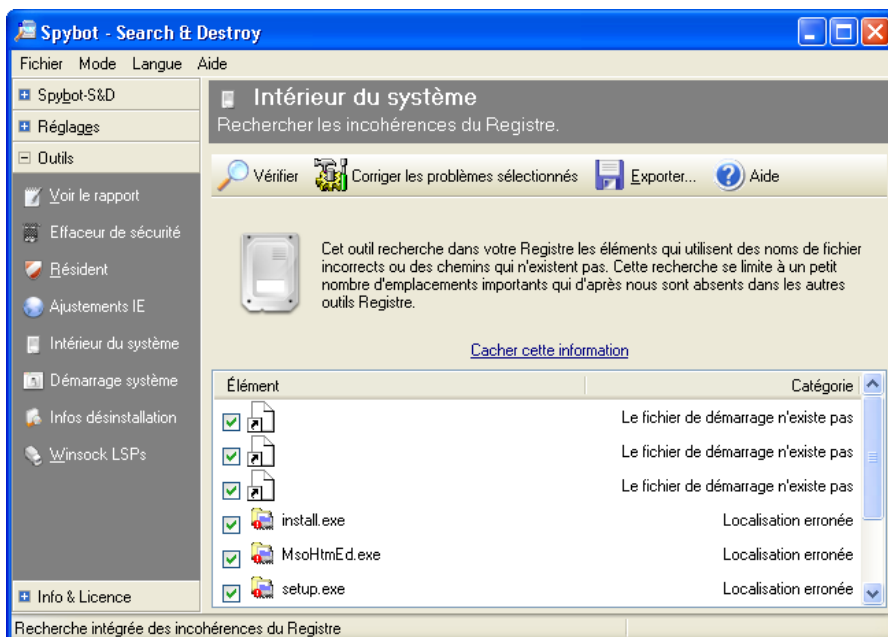 Spybot - Search & Destroy
Fichier Mode Langue Aide
Spybot-S&D
Réglages
Outils
Voir le rapport
Effaceur de sécurité
Résident
Ajustements IE
Intérieur du système
Démarrage système
Infos désinstallation
Winsock LSPs
Info & Licence
Intérieur du système
Rechercher les incohérences du Registre.
Vérifier Corriger les problèmes sélectionnés Exporter... Aide
Cet outil recherche dans votre Registre les éléments qui utilisent des noms de fichier
incorrects ou des chemins qui n'existent pas. Cette recherche se limite à un petit
nombre d'emplacements importants qui d'après nous sont absents dans les autres
outils Registre.
Cacher cette information
Élément Catégorie
Le fichier de démarrage n'existe pas
Le fichier de démarrage n'existe pas
Le fichier de démarrage n'existe pas
install.exe Localisation erronée
MsoHtmEd.exe Localisation erronée
setup.exe Localisation erronée
Recherche intégrée des incohérences du Registre